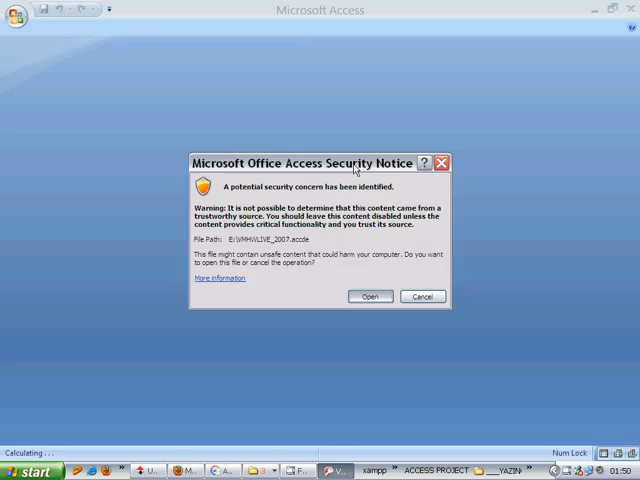 Microsoft Access
Microsoft Office Access Security Notice
A potential security concern has been identified.
Warning: It is not possible to determine that this content came from a
trustworthy source. You should leave this content disabled unless the
content provides critical functionality and you trust its source.
File Path: E:\YMHWLIVE_2007.accde
This file might contain unsafe content that could harm your computer. Do you want
to open this file or cancel the operation?
More information
Open
Cancel
Calculating . . .
Num Lock
start
U...
M...
A...
3
F...
V...
xampp
ACCESS PROJECT
___YAZIN
01:50